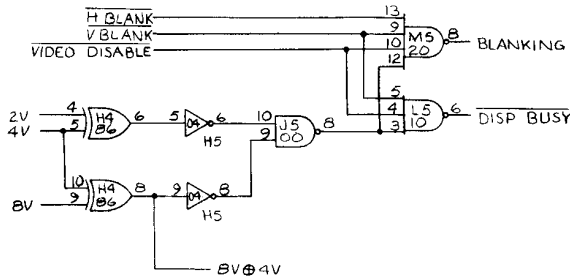 H BLANK 13 8
V BLANK 9 M5 BLANKING
VIDEO DISABLE 10 20
12
5
2V 4 H4 6 5 04 6 10 8 4 L5 6 DISP BUSY
4V 5 86 H5 9 J5 3 10
00
10 H4 8 9 04 8
8V 9 86 H5
8V⊕4V